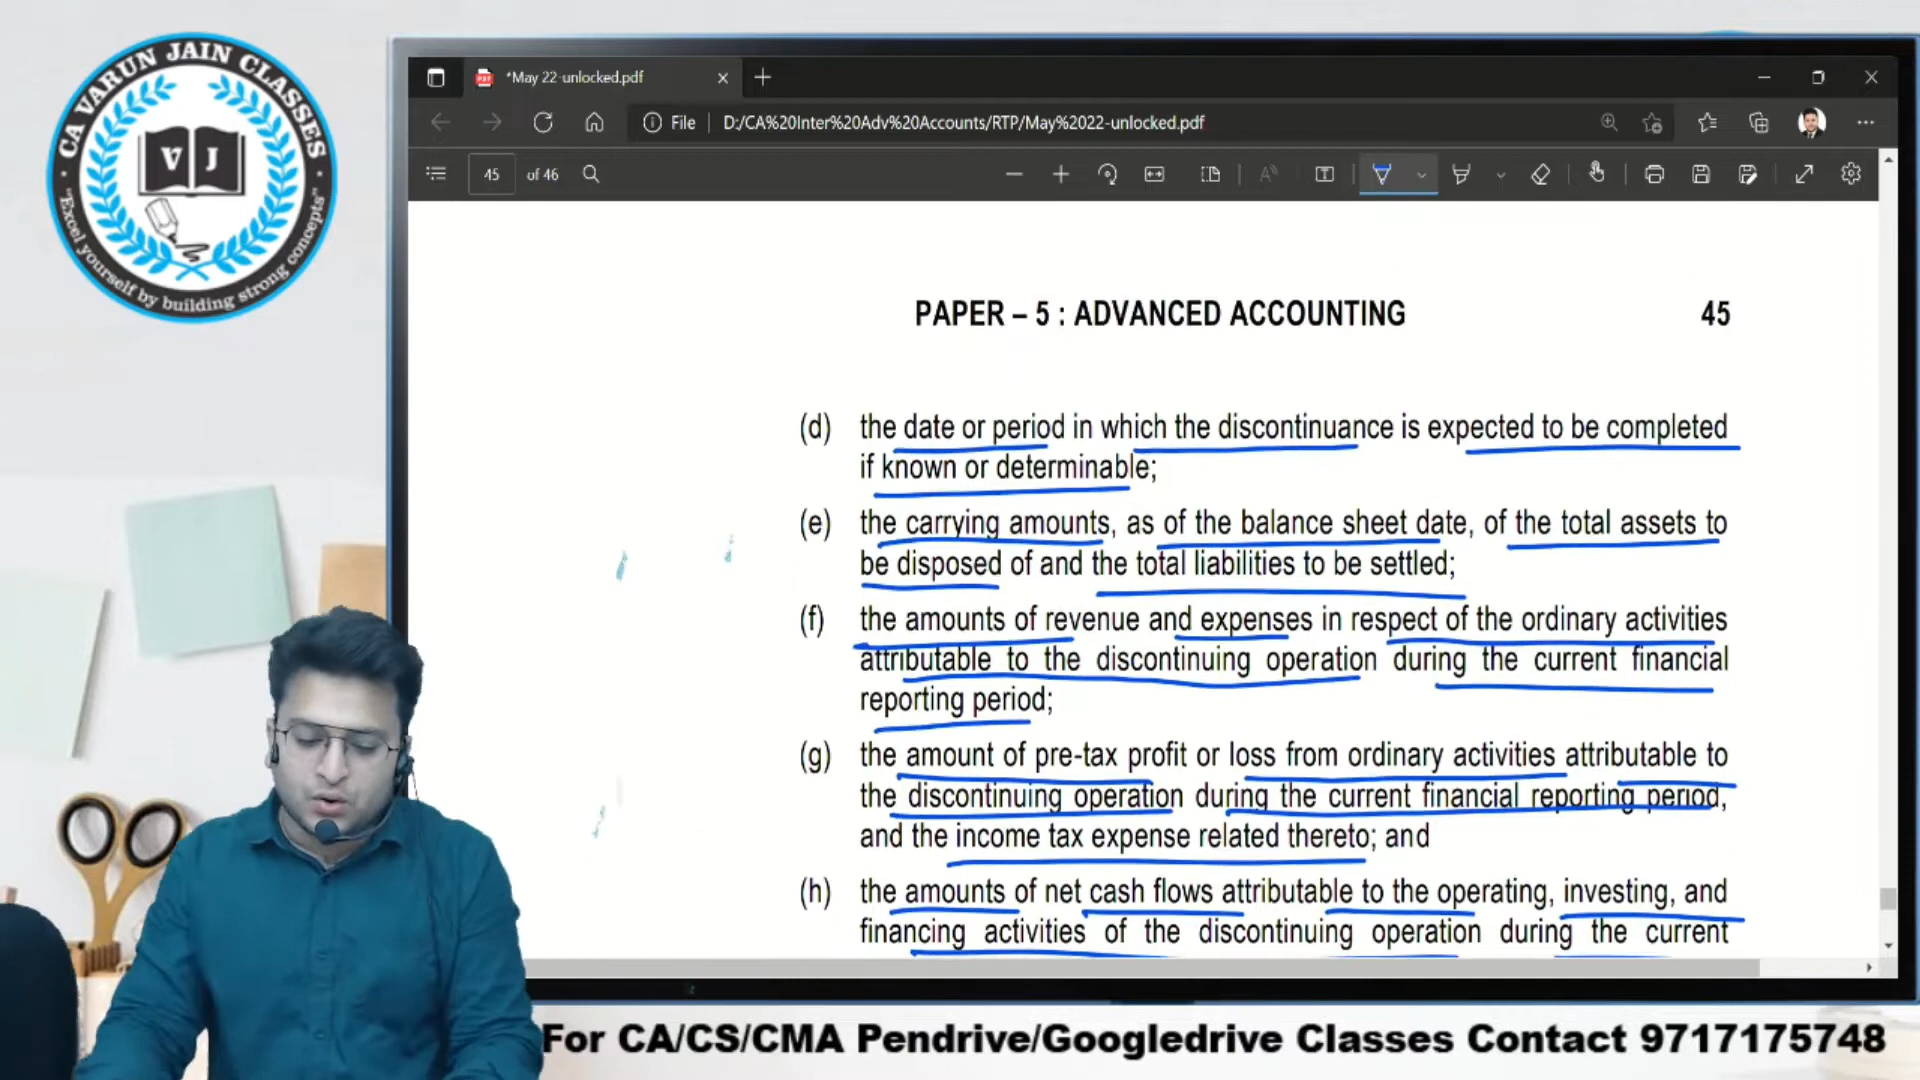 CA VARUN JAIN CLASSES
V J
"Excel yourself by building strong concepts"
*May 22-unlocked.pdf
File D:/CA%20Inter%20Adv%20Accounts/RTP/May%2022-unlocked.pdf
45 of 46
PAPER – 5 : ADVANCED ACCOUNTING 45
(d) the date or period in which the discontinuance is expected to be completed
if known or determinable;
(e) the carrying amounts, as of the balance sheet date, of the total assets to
be disposed of and the total liabilities to be settled;
(f) the amounts of revenue and expenses in respect of the ordinary activities
attributable to the discontinuing operation during the current financial
reporting period;
(g) the amount of pre-tax profit or loss from ordinary activities attributable to
the discontinuing operation during the current financial reporting period,
and the income tax expense related thereto; and
(h) the amounts of net cash flows attributable to the operating, investing, and
financing activities of the discontinuing operation during the current
For CA/CS/CMA Pendrive/Googledrive Classes Contact 9717175748